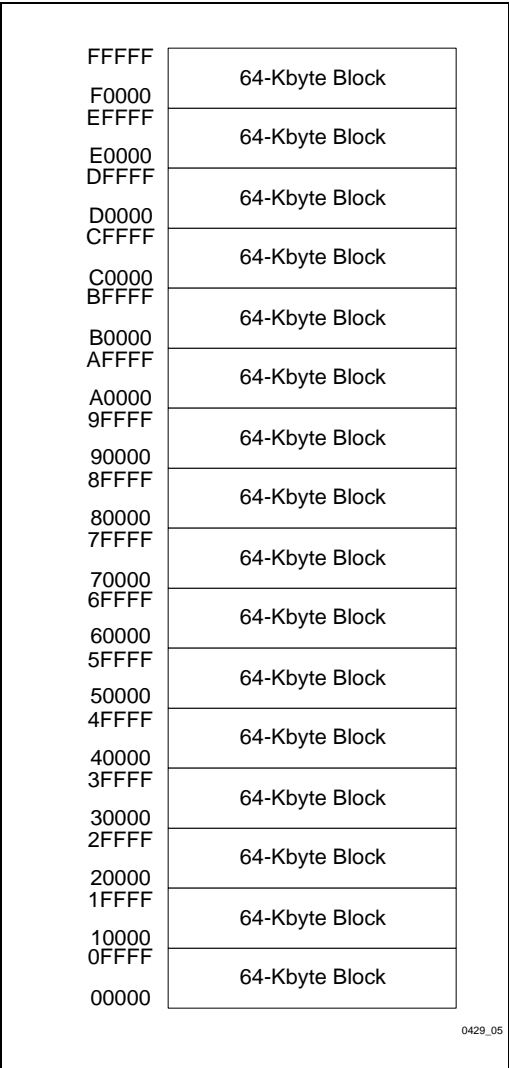 FFFFF
64-Kbyte Block
F0000
EFFFF
64-Kbyte Block
E0000
DFFFF
64-Kbyte Block
D0000
CFFFF
64-Kbyte Block
C0000
BFFFF
64-Kbyte Block
B0000
AFFFF
64-Kbyte Block
A0000
9FFFF
64-Kbyte Block
90000
8FFFF
64-Kbyte Block
80000
7FFFF
64-Kbyte Block
70000
6FFFF
64-Kbyte Block
60000
5FFFF
64-Kbyte Block
50000
4FFFF
64-Kbyte Block
40000
3FFFF
64-Kbyte Block
30000
2FFFF
64-Kbyte Block
20000
1FFFF
64-Kbyte Block
10000
0FFFF
64-Kbyte Block
00000
0429_05